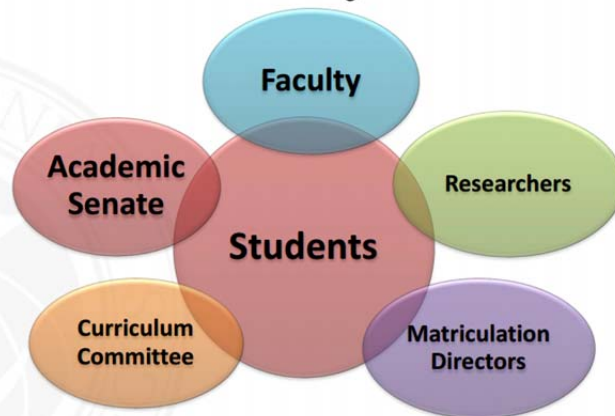 Faculty
Academic
Senate
Researchers
Students
Curriculum
Committee
Matriculation
Directors